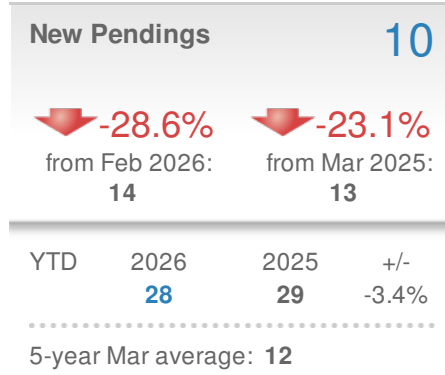 New Pendings 10
-28.6% -23.1%
from Feb 2026: from Mar 2025:
14 13
YTD 2026 2025 +/-
28 29 -3.4%
5-year Mar average: 12